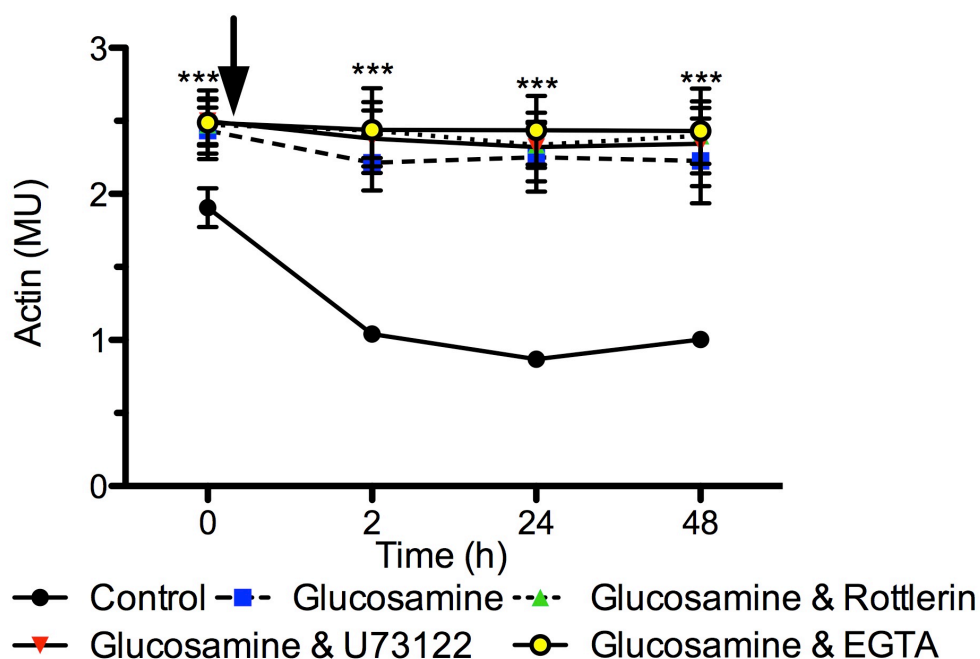 3
*** *** *** ***
2
Actin (MU)
1
0
0 2 24 48
Time (h)
Control Glucosamine Glucosamine & Rottlerin
Glucosamine & U73122 Glucosamine & EGTA